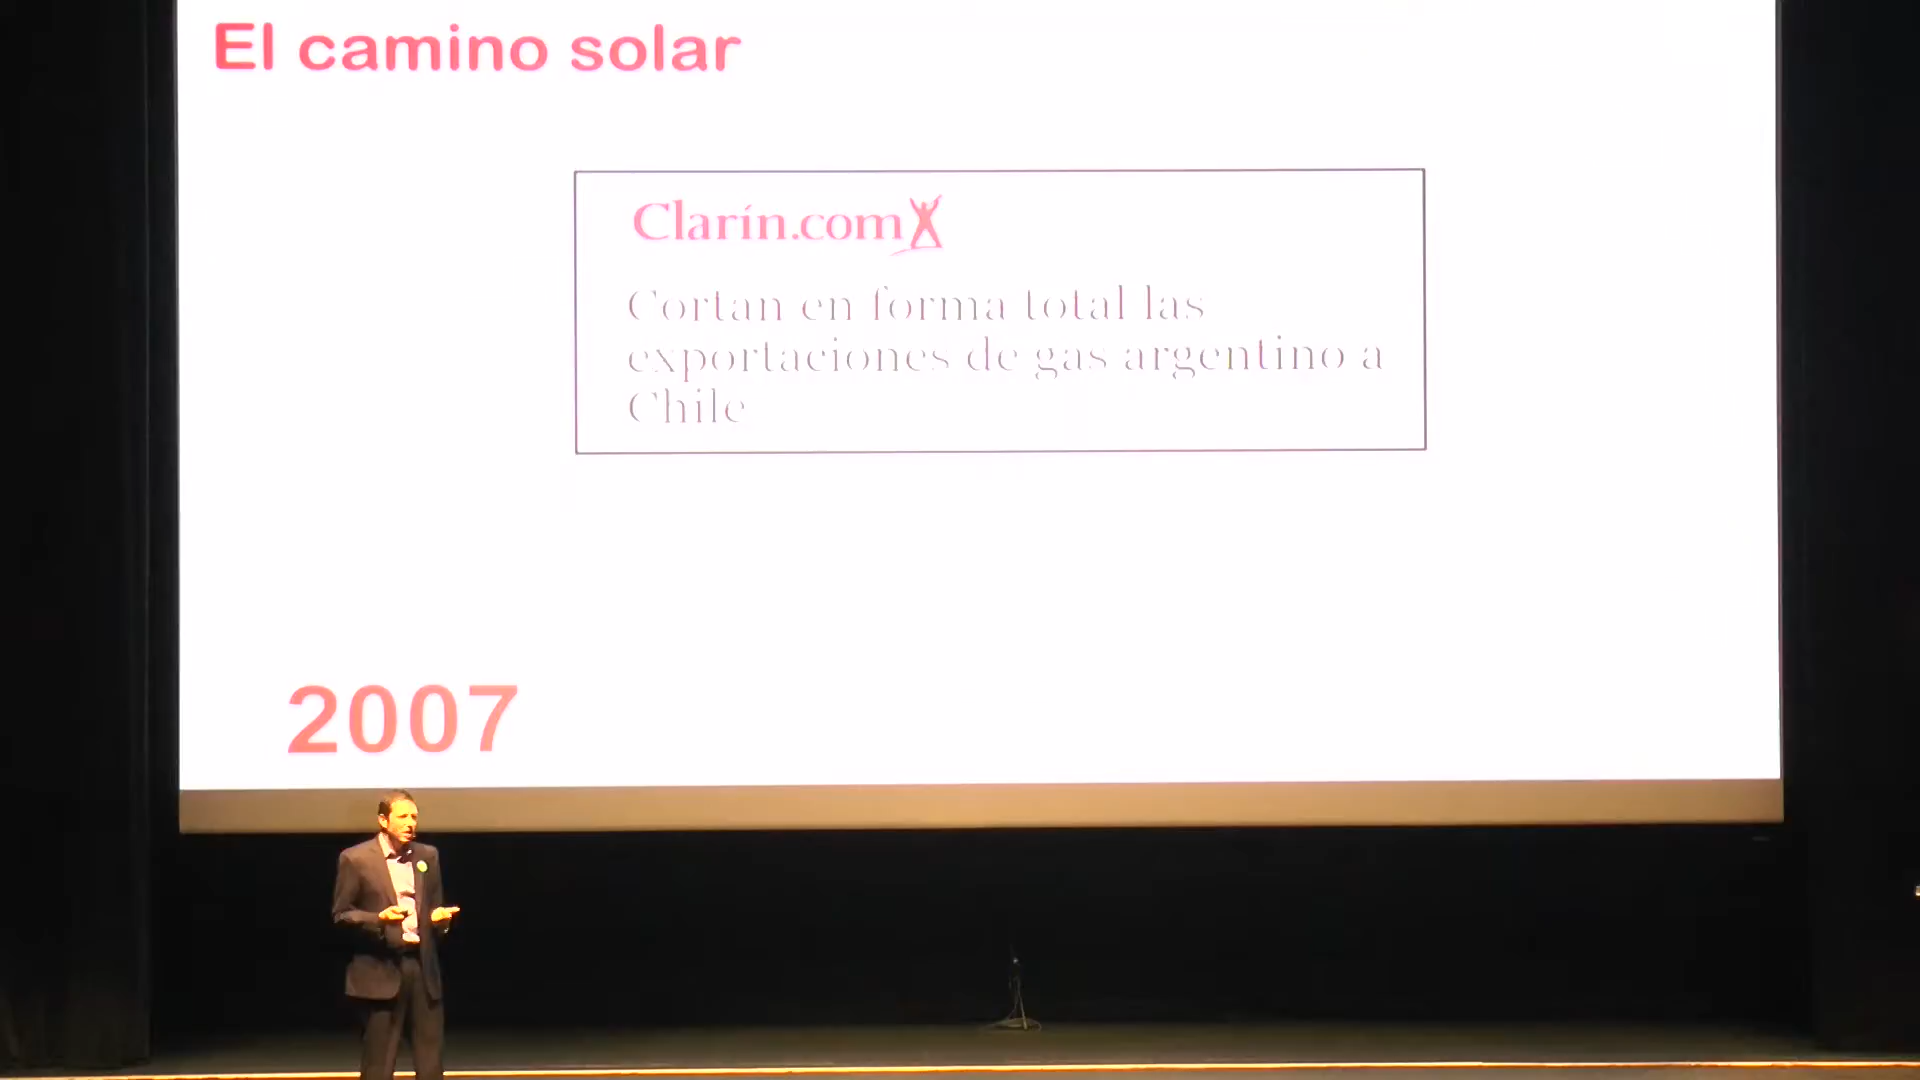 El camino solar
Clarín.com
Cortan en forma total las
exportaciones de gas argentino a
Chile
2007